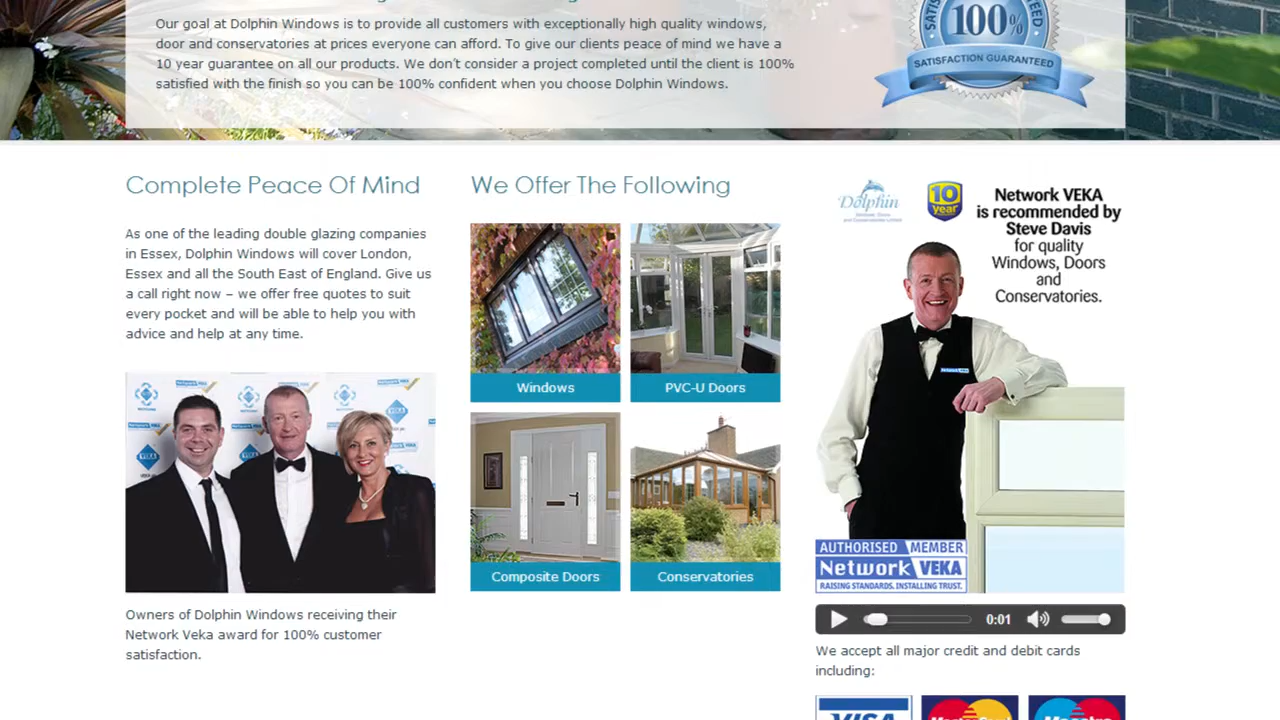 Our goal at Dolphin Windows is to provide all customers with exceptionally high quality windows,
door and conservatories at prices everyone can afford. To give our clients peace of mind we have a
10 year guarantee on all our products. We don't consider a project completed until the client is 100%
satisfied with the finish so you can be 100% confident when you choose Dolphin Windows.
100%
SATISFACTION GUARANTEED
Complete Peace Of Mind
As one of the leading double glazing companies
in Essex, Dolphin Windows will cover London,
Essex and all the South East of England. Give us
a call right now – we offer free quotes to suit
every pocket and will be able to help you with
advice and help at any time.
Owners of Dolphin Windows receiving their
Network Veka award for 100% customer
satisfaction.
We Offer The Following
Windows
PVC-U Doors
Composite Doors
Conservatories
Dolphin
10
year
Network VEKA
is recommended by
Steve Davis
for quality
Windows, Doors
and
Conservatories.
AUTHORISED MEMBER
Network VEKA
RAISING STANDARDS. INSTALLING TRUST.
0:01
We accept all major credit and debit cards
including:
VISA
MasterCard
Maestro